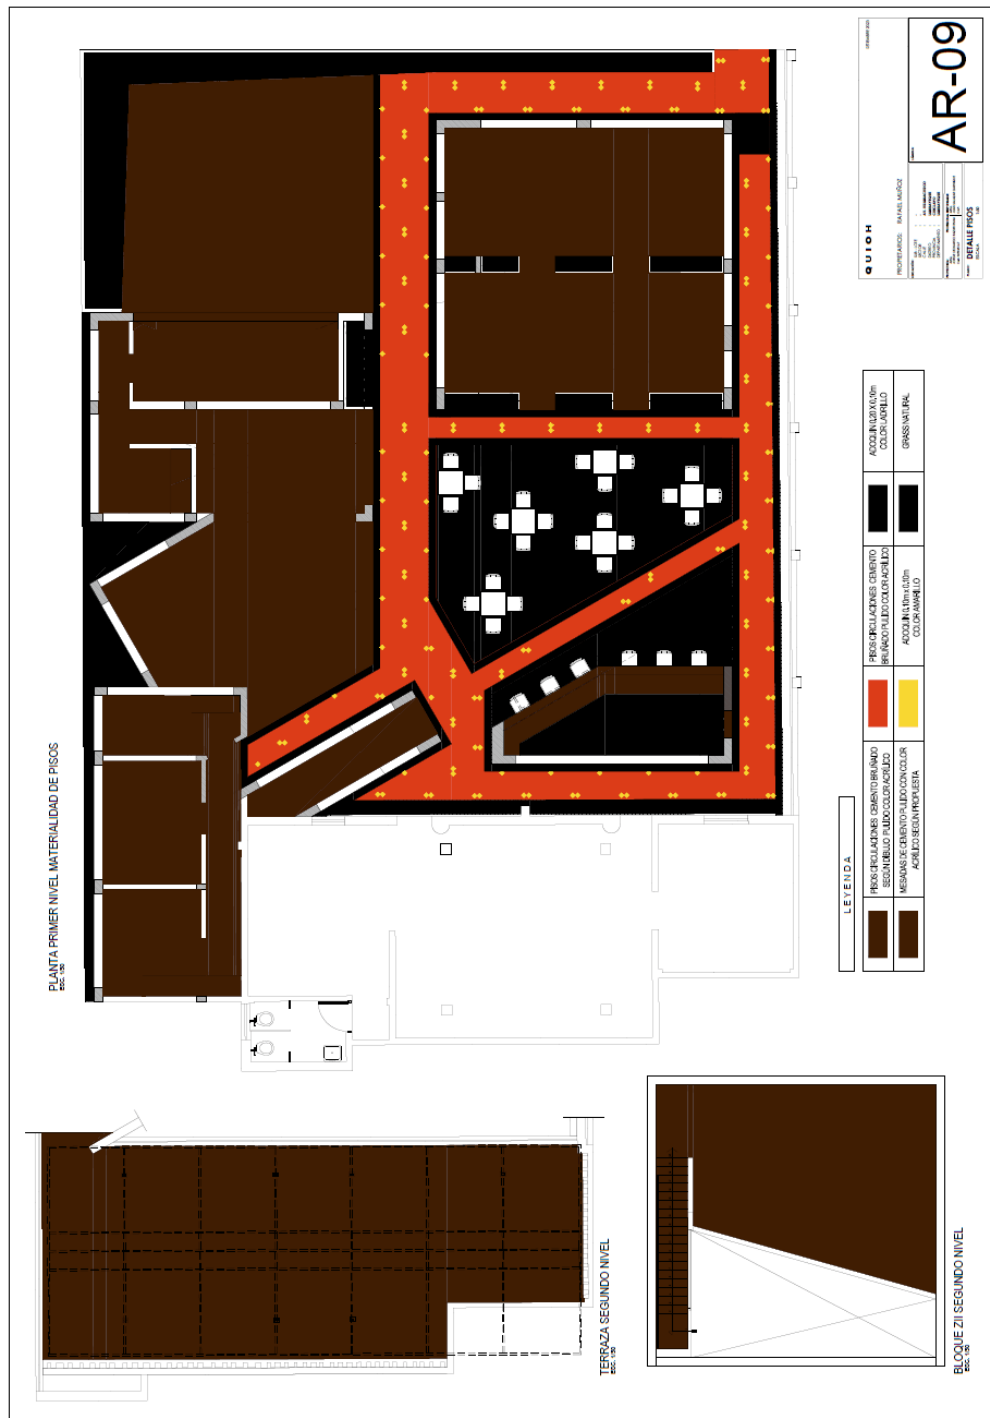 PLANTA PRIMER NIVEL MATERIALIDAD DE PISOS
ESC. 1:50
TERRAZA SEGUNDO NIVEL
ESC. 1:50
BLOQUE ZII SEGUNDO NIVEL
ESC. 1:50
LEYENDA
PISOS CIRCULACIONES CEMENTO BRUÑADO
SEGÚN DIBUJO PULIDO COLOR ACRÍLICO
PISOS CIRCULACIONES CEMENTO
BRUÑADO PULIDO COLOR ACRÍLICO
ADOQUIN 0,20 X 0,10m
COLOR LADRILLO
MESADAS DE CEMENTO PULIDO CON COLOR
ACRÍLICO SEGÚN PROPUESTA
ADOQUIN 0,10m x 0,10m
COLOR AMARILLO
GRASS NATURAL
QUIOH
PROPIETARIOS: RAFAEL MUÑOZ
DETALLE PISOS
AR-09